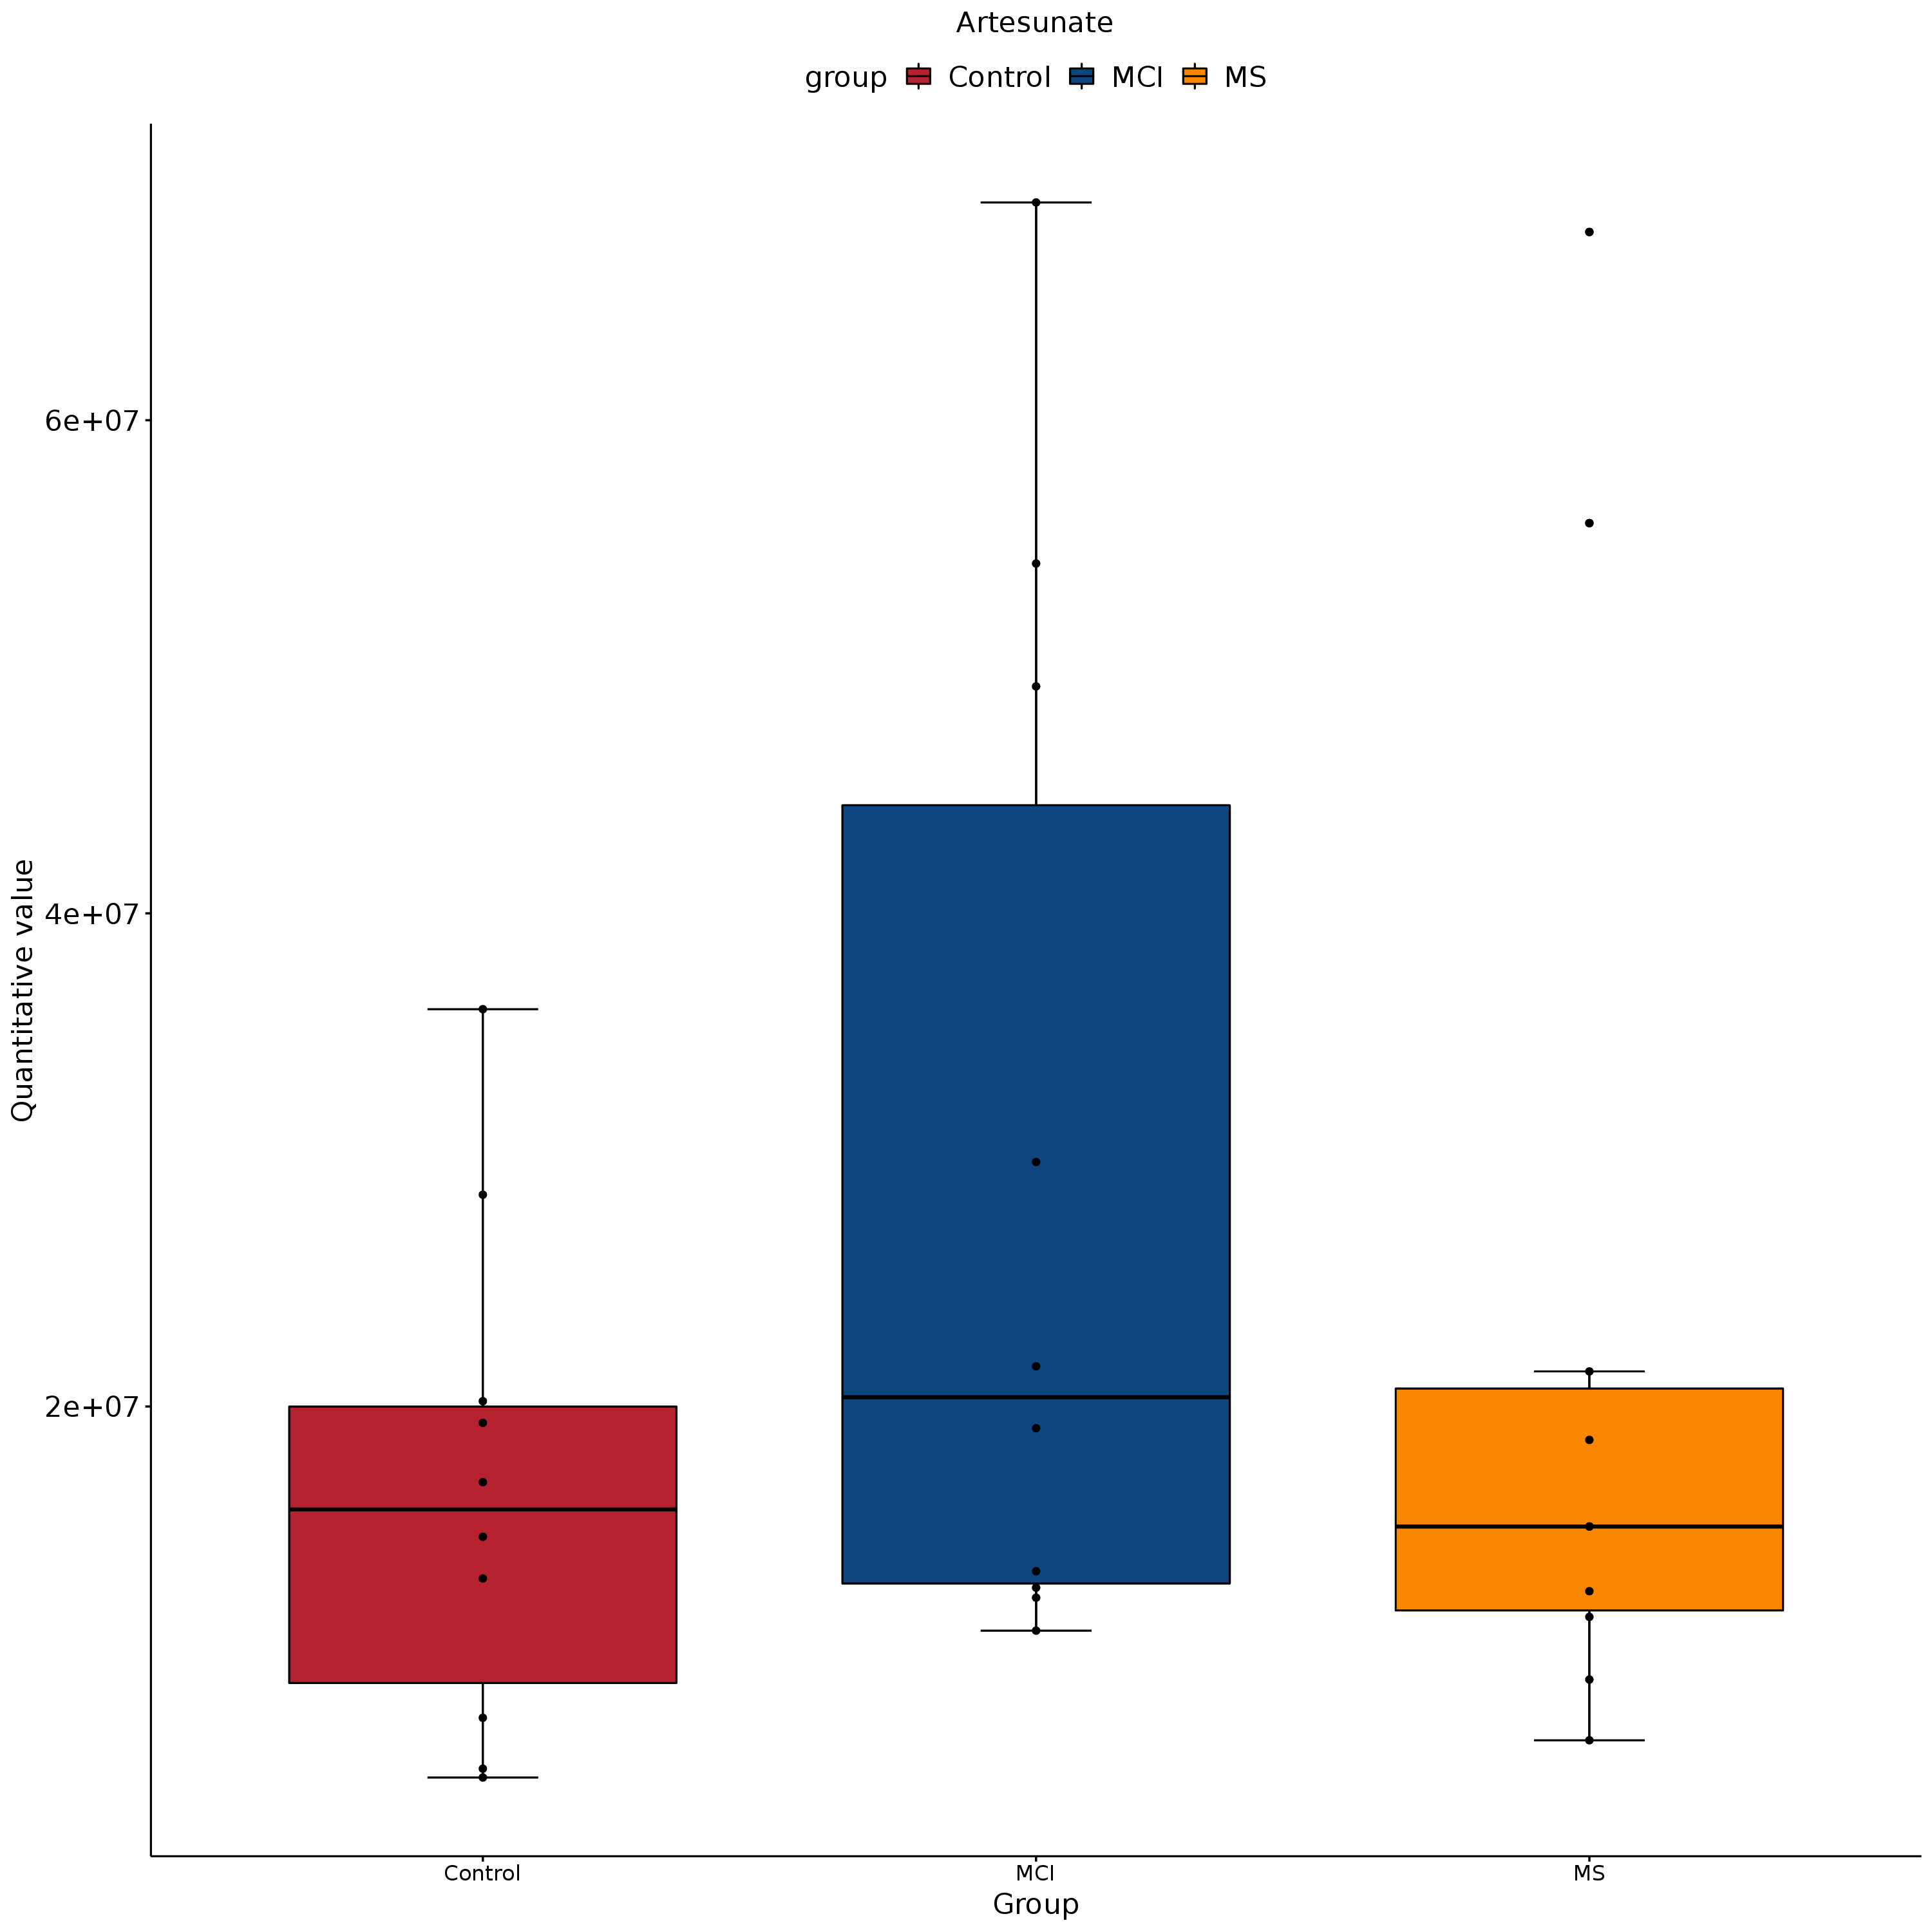 Artesunate
group Control MCI MS
6e+07
4e+07
2e+07
Quantitative value
Control MCI MS
Group